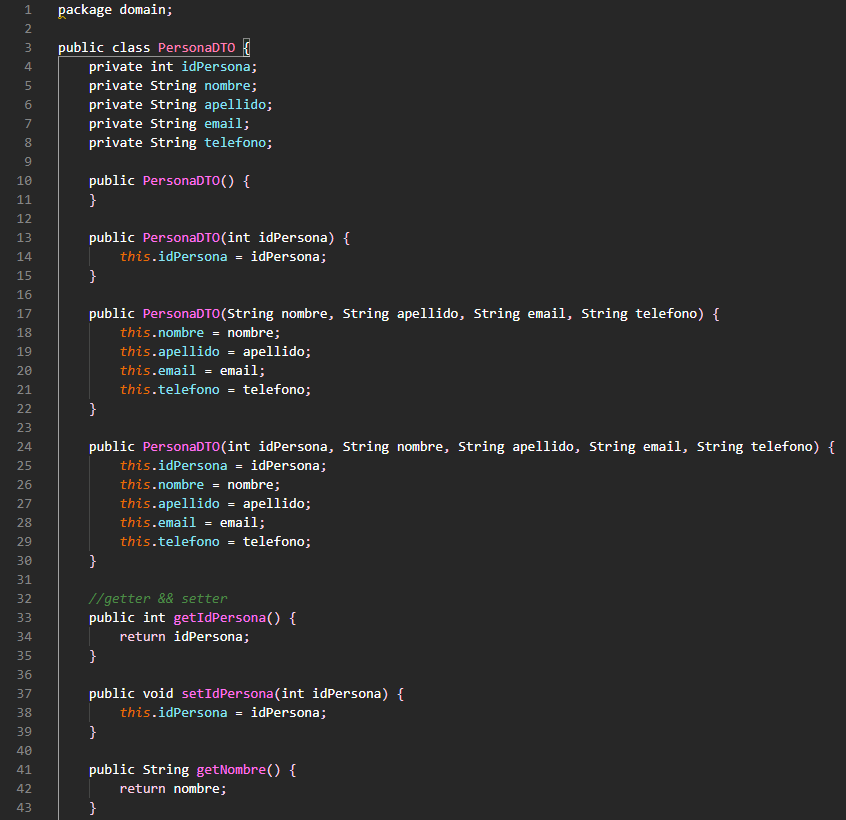 1 package domain;
2
3 public class PersonaDTO {
4 private int idPersona;
5 private String nombre;
6 private String apellido;
7 private String email;
8 private String telefono;
9
10 public PersonaDTO() {
11 }
12
13 public PersonaDTO(int idPersona) {
14 this.idPersona = idPersona;
15 }
16
17 public PersonaDTO(String nombre, String apellido, String email, String telefono) {
18 this.nombre = nombre;
19 this.apellido = apellido;
20 this.email = email;
21 this.telefono = telefono;
22 }
23
24 public PersonaDTO(int idPersona, String nombre, String apellido, String email, String telefono) {
25 this.idPersona = idPersona;
26 this.nombre = nombre;
27 this.apellido = apellido;
28 this.email = email;
29 this.telefono = telefono;
30 }
31
32 //getter && setter
33 public int getIdPersona() {
34 return idPersona;
35 }
36
37 public void setIdPersona(int idPersona) {
38 this.idPersona = idPersona;
39 }
40
41 public String getNombre() {
42 return nombre;
43 }